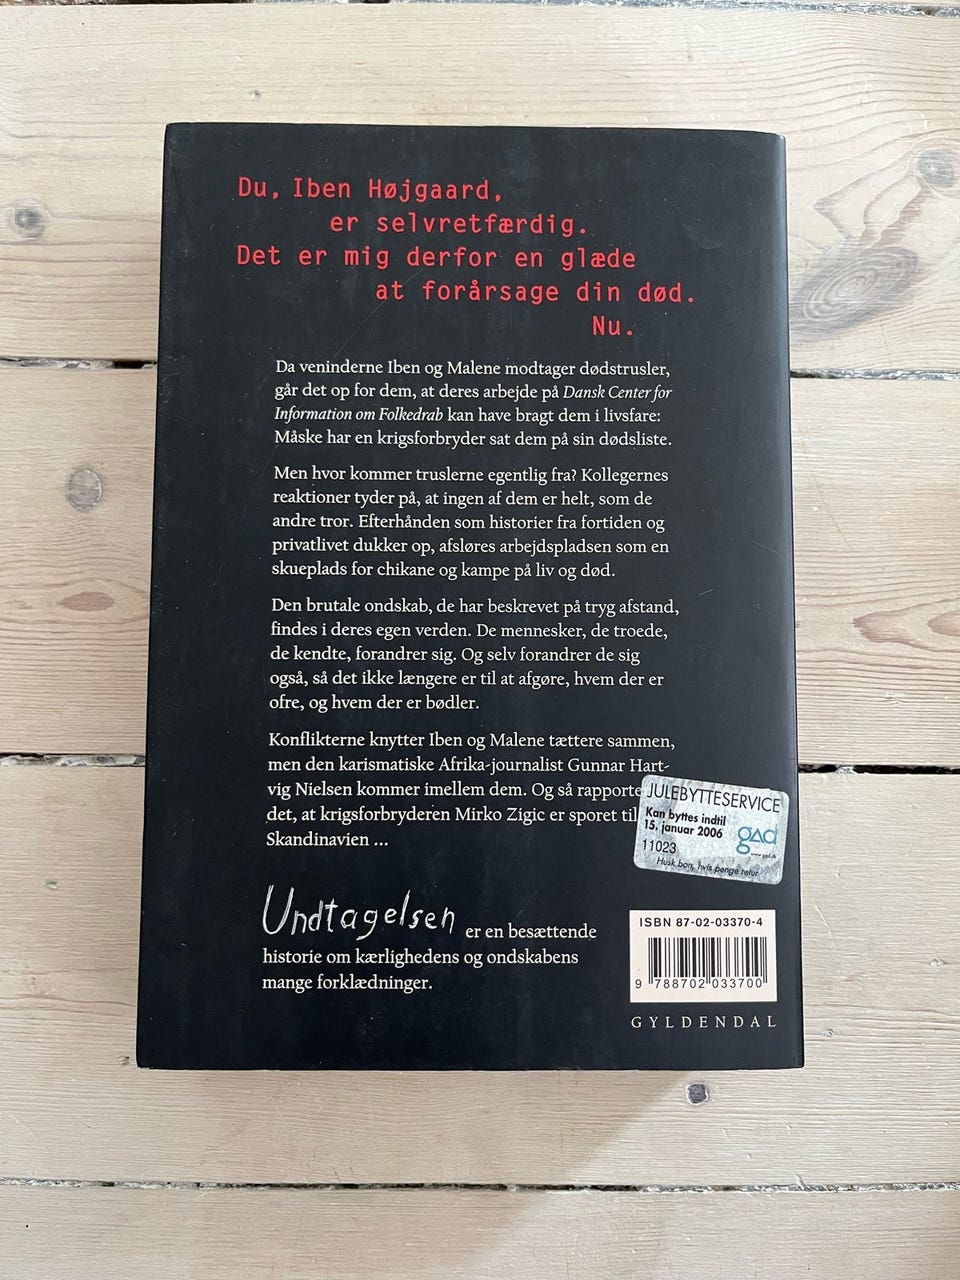 Du, Iben Højgaard,
er selvretfærdig.
Det er mig derfor en glæde
at forårsage din død.
Nu.
Da veninderne Iben og Malene modtager dødstrusler,
går det op for dem, at deres arbejde på Dansk Center for
Information om Folkedrab kan have bragt dem i livsfare:
Måske har en krigsforbryder sat dem på sin dødsliste.
Men hvor kommer truslerne egentlig fra? Kollegernes
reaktioner tyder på, at ingen af dem er helt, som de
andre tror. Efterhånden som historier fra fortiden og
privatlivet dukker op, afsløres arbejdspladsen som en
skueplads for chikane og kampe på liv og død.
Den brutale ondskab, de har beskrevet på tryg afstand,
findes i deres egen verden. De mennesker, de troede,
de kendte, forandrer sig. Og selv forandrer de sig
også, så det ikke længere er til at afgøre, hvem der er
ofre, og hvem der er bødler.
Konflikterne knytter Iben og Malene tættere sammen,
men den karismatiske Afrika-journalist Gunnar Hart-
vig Nielsen kommer imellem dem. Og så rapporte
det, at krigsforbryderen Mirko Zigic er sporet til
Skandinavien ...
JULEBYTTESERVICE
Kan byttes indtil
15. januar 2006
gad
www.gad.dk
11023
Husk bon, hvis penge retur
Undtagelsen er en besættende
historie om kærlighedens og ondskabens
mange forklædninger.
ISBN 87-02-03370-4
9 788702 033700
GYLDENDAL